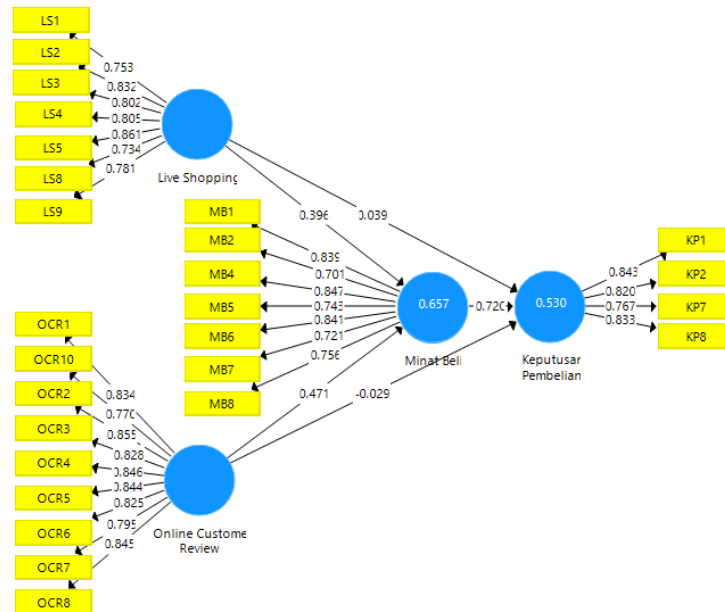 LS1
LS2
LS3
LS4
LS5
LS8
LS9
0.753
0.832
0.802
0.805
0.861
0.734
0.781
Live Shopping
0.396
0.039
MB1
MB2
MB4
MB5
MB6
MB7
MB8
0.839
0.701
0.847
0.743
0.841
0.721
0.756
0.657
Minat Beli
0.720
0.530
Keputusar
Pembelian
KP1
KP2
KP7
KP8
0.843
0.820
0.767
0.833
OCR1
OCR10
OCR2
OCR3
OCR4
OCR5
OCR6
OCR7
OCR8
0.834
0.770
0.855
0.828
0.846
0.844
0.825
0.795
0.845
Online Custome
Review
0.471
-0.029